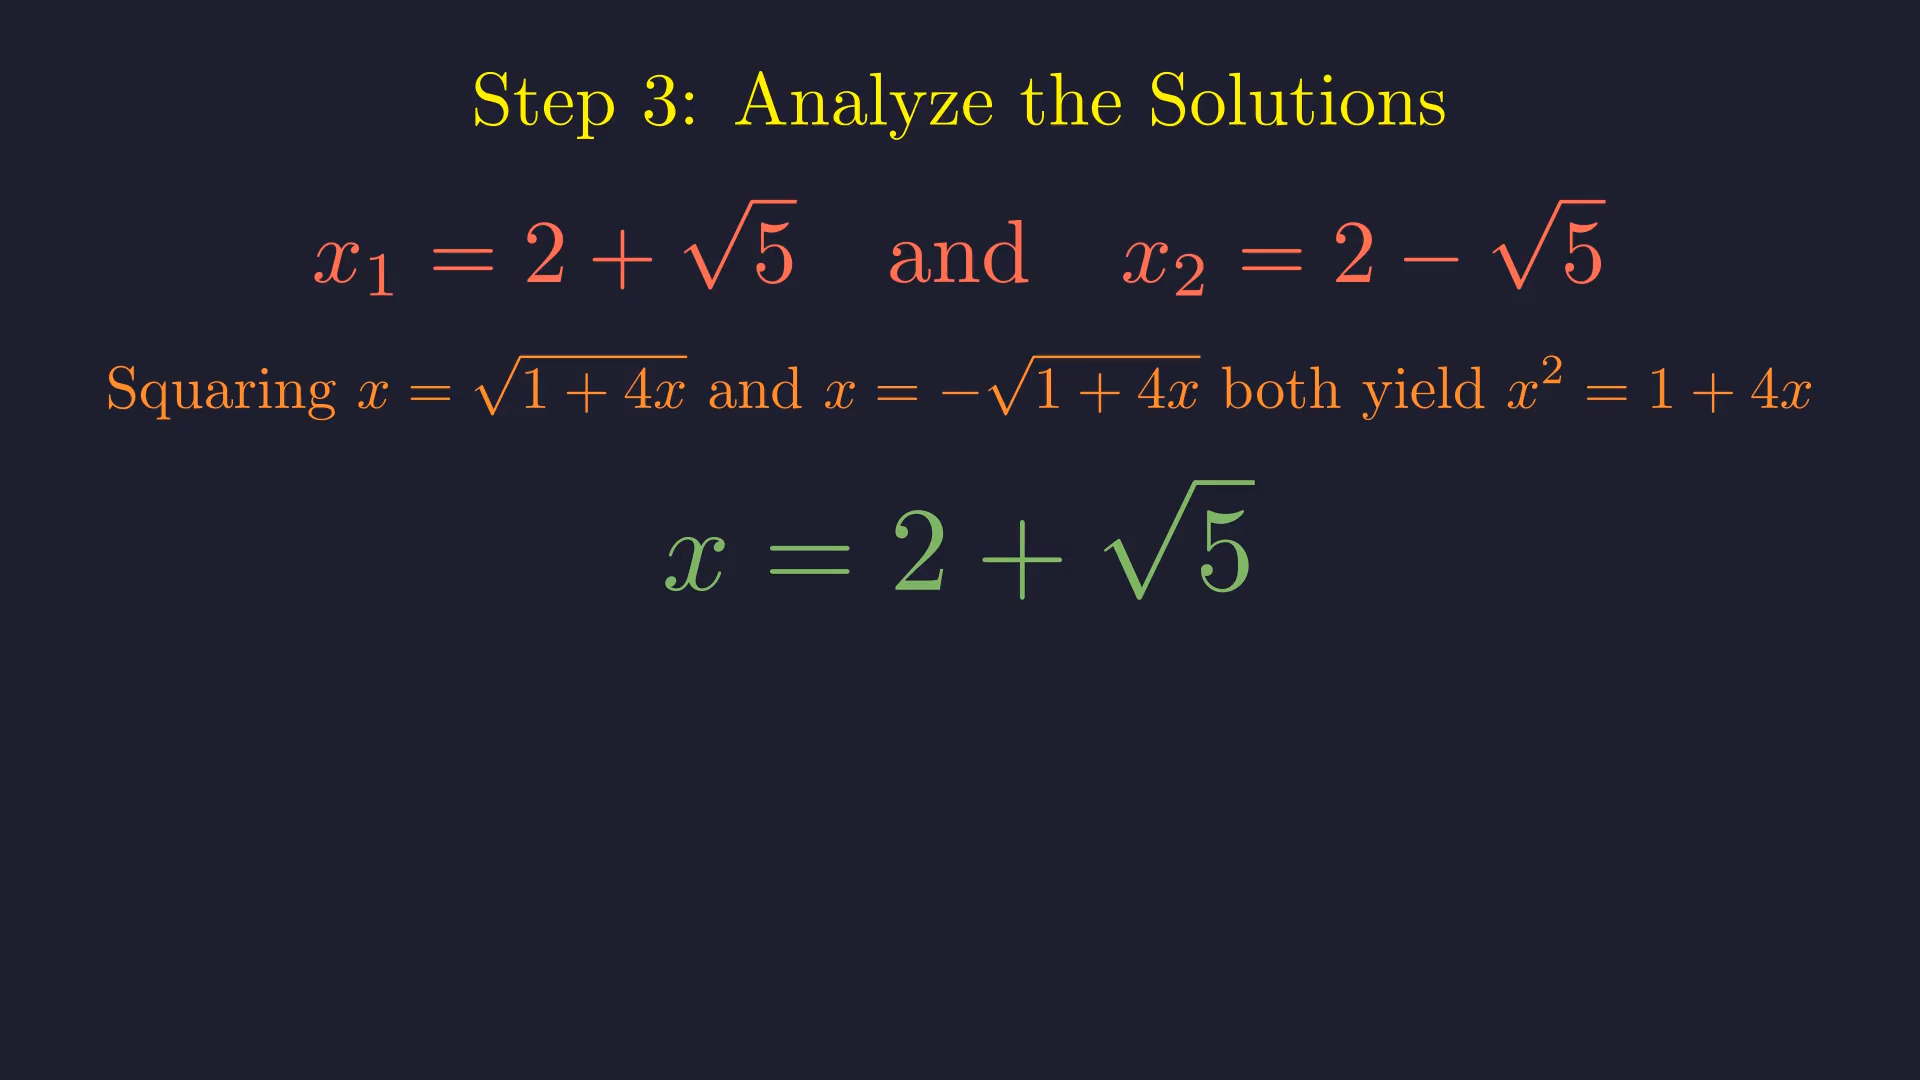 Step 3: Analyze the Solutions
x₁ = 2 + √5 and x₂ = 2 − √5
Squaring x = √(1 + 4x) and x = −√(1 + 4x) both yield x² = 1 + 4x
x = 2 + √5